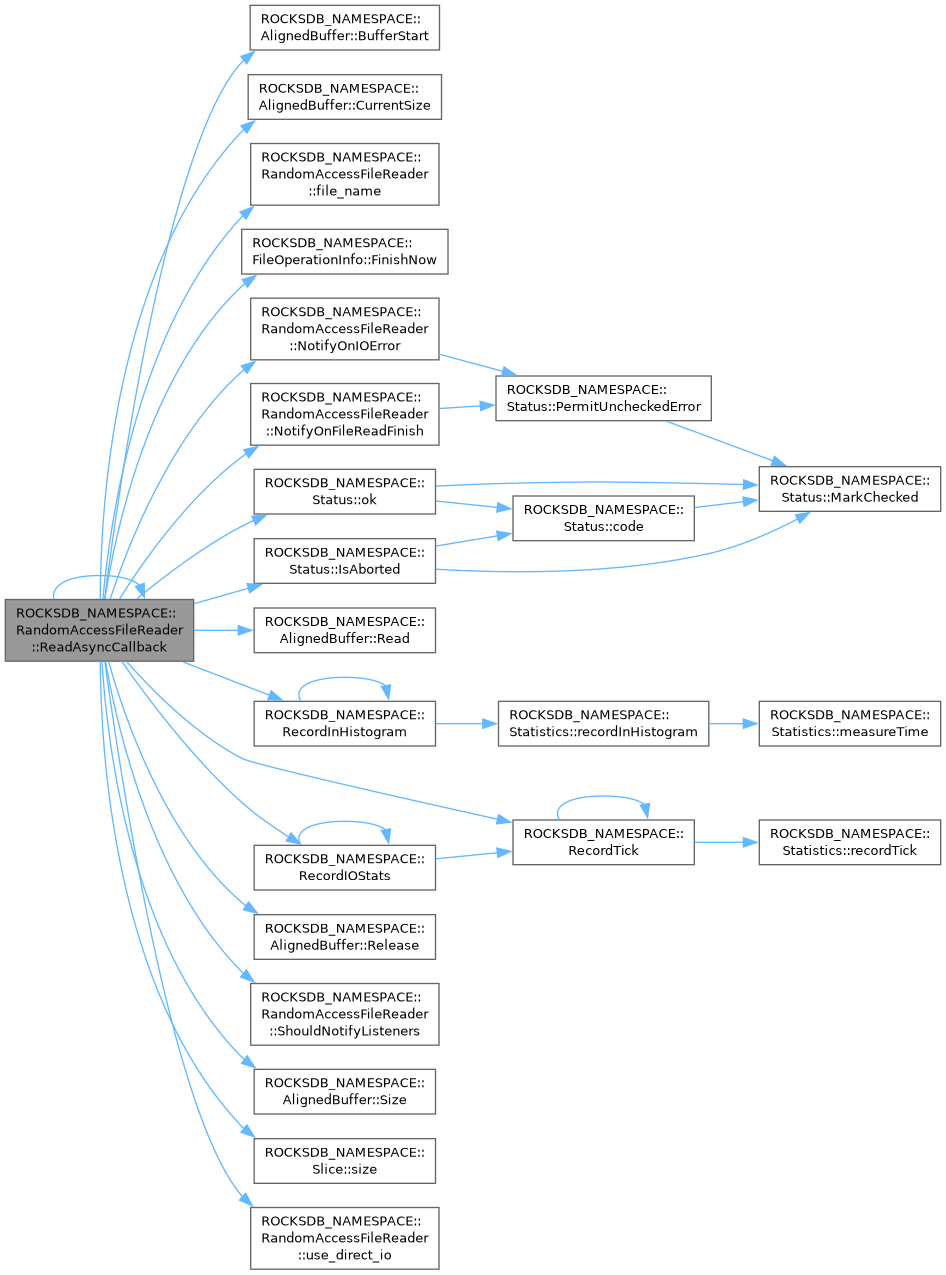 ROCKSDB_NAMESPACE::
AlignedBuffer::BufferStart
ROCKSDB_NAMESPACE::
AlignedBuffer::CurrentSize
ROCKSDB_NAMESPACE::
RandomAccessFileReader
::file_name
ROCKSDB_NAMESPACE::
FileOperationInfo::FinishNow
ROCKSDB_NAMESPACE::
RandomAccessFileReader
::NotifyOnIOError
ROCKSDB_NAMESPACE::
Status::PermitUncheckedError
ROCKSDB_NAMESPACE::
RandomAccessFileReader
::NotifyOnFileReadFinish
ROCKSDB_NAMESPACE::
Status::ok
ROCKSDB_NAMESPACE::
Status::MarkChecked
ROCKSDB_NAMESPACE::
Status::code
ROCKSDB_NAMESPACE::
Status::IsAborted
ROCKSDB_NAMESPACE::
RandomAccessFileReader
::ReadAsyncCallback
ROCKSDB_NAMESPACE::
AlignedBuffer::Read
ROCKSDB_NAMESPACE::
RecordInHistogram
ROCKSDB_NAMESPACE::
Statistics::recordInHistogram
ROCKSDB_NAMESPACE::
Statistics::measureTime
ROCKSDB_NAMESPACE::
RecordTick
ROCKSDB_NAMESPACE::
Statistics::recordTick
ROCKSDB_NAMESPACE::
RecordIOStats
ROCKSDB_NAMESPACE::
AlignedBuffer::Release
ROCKSDB_NAMESPACE::
RandomAccessFileReader
::ShouldNotifyListeners
ROCKSDB_NAMESPACE::
AlignedBuffer::Size
ROCKSDB_NAMESPACE::
Slice::size
ROCKSDB_NAMESPACE::
RandomAccessFileReader
::use_direct_io